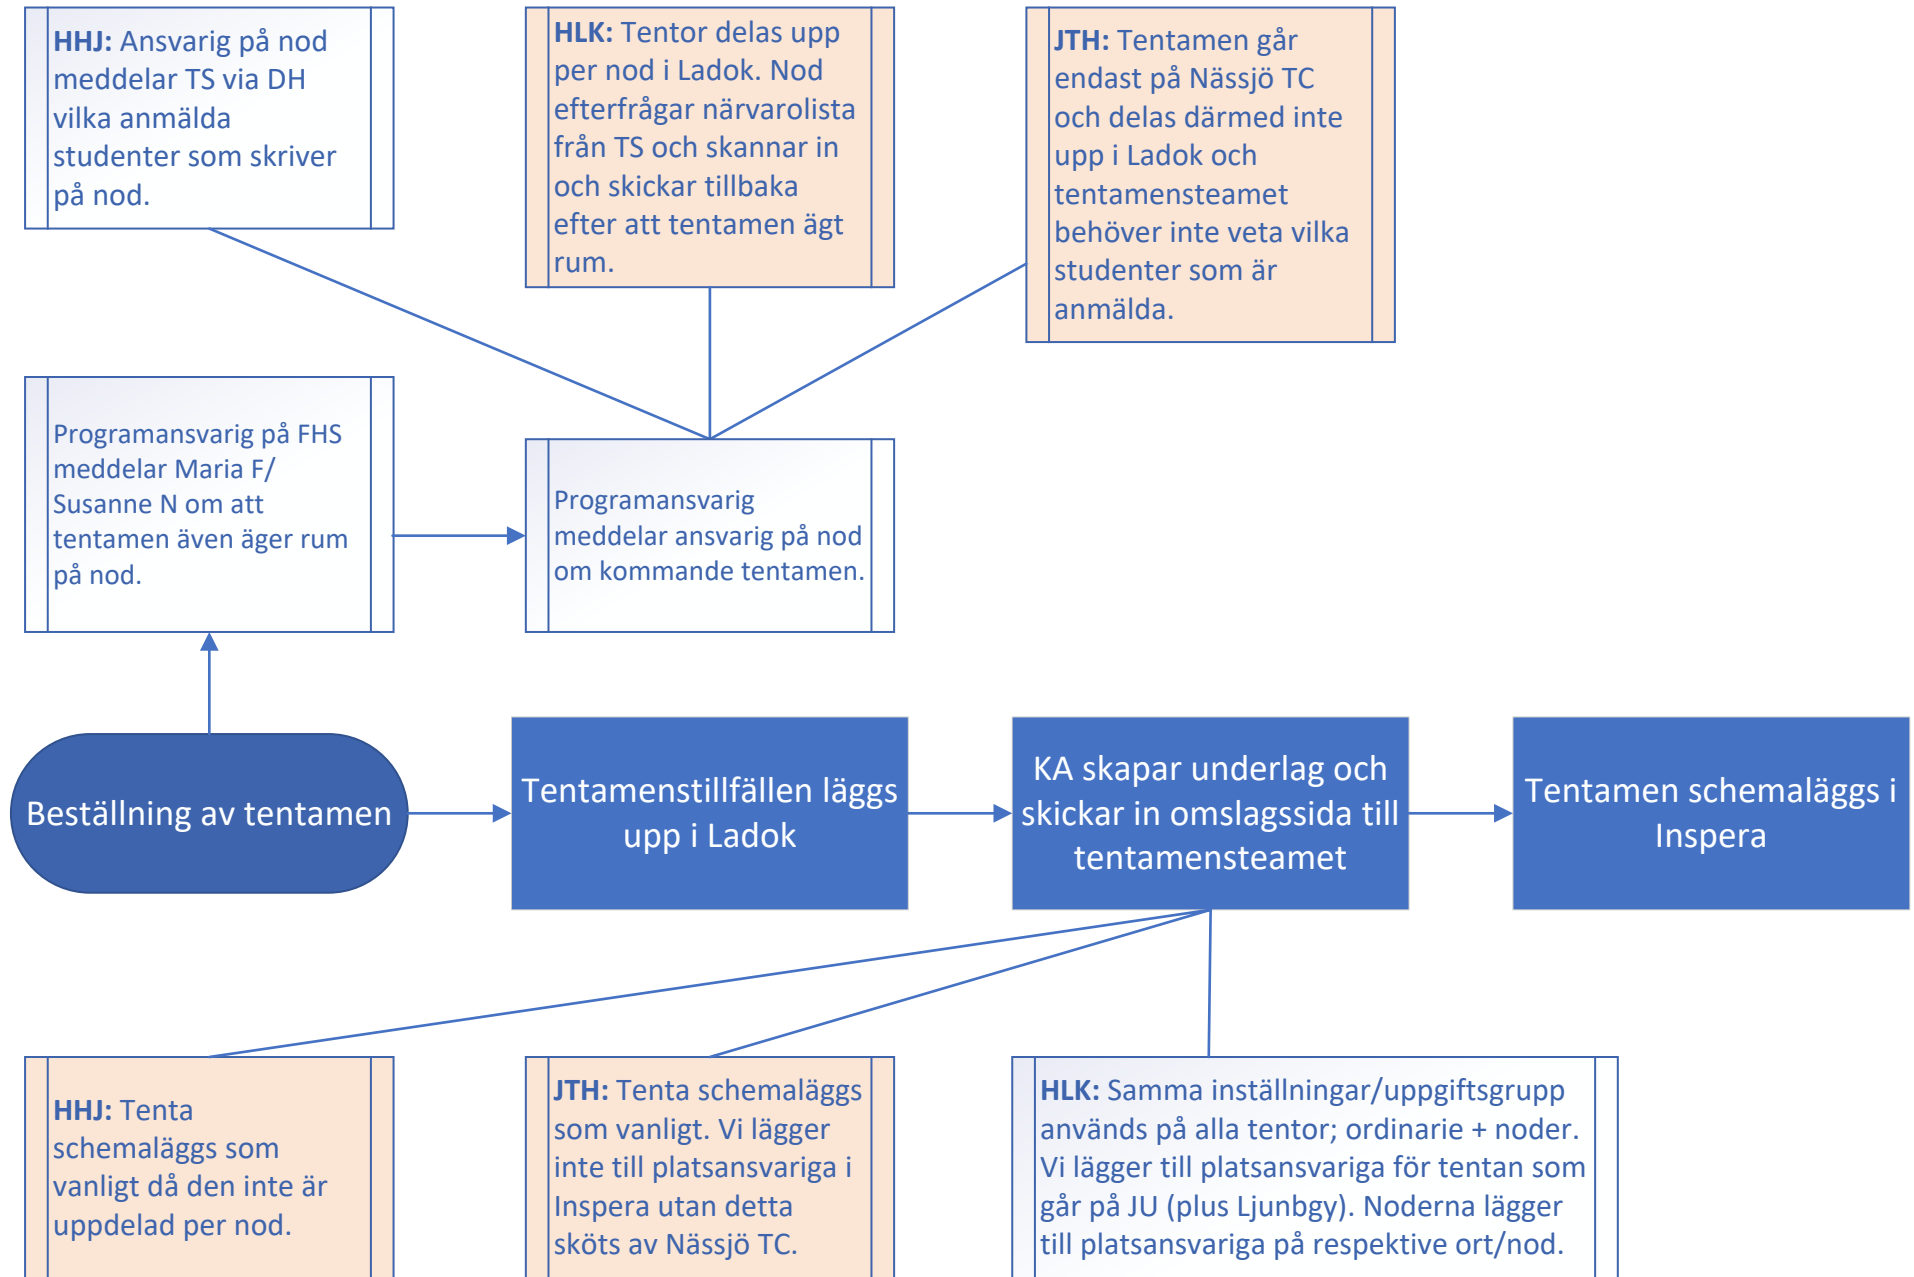 HHJ: Ansvarig på nod
meddelar TS via DH
vilka anmälda
studenter som skriver
på nod.
HLK: Tentor delas upp
per nod i Ladok. Nod
efterfrågar närvarolista
från TS och skannar in
och skickar tillbaka
efter att tentamen ägt
rum.
JTH: Tentamen går
endast på Nässjö TC
och delas därmed inte
upp i Ladok och
tentamensteamet
behöver inte veta vilka
studenter som är
anmälda.
Programansvarig på FHS
meddelar Maria F/
Susanne N om att
tentamen även äger rum
på nod.
Programansvarig
meddelar ansvarig på nod
om kommande tentamen.
Beställning av tentamen
Tentamenstillfällen läggs
upp i Ladok
KA skapar underlag och
skickar in omslagssida till
tentamensteamet
Tentamen schemaläggs i
Inspera
HHJ: Tenta
schemaläggs som
vanligt då den inte är
uppdelad per nod.
JTH: Tenta schemaläggs
som vanligt. Vi lägger
inte till platsansvariga i
Inspera utan detta
sköts av Nässjö TC.
HLK: Samma inställningar/uppgiftsgrupp
används på alla tentor; ordinarie + noder.
Vi lägger till platsansvariga för tentan som
går på JU (plus Ljunbgy). Noderna lägger
till platsansvariga på respektive ort/nod.